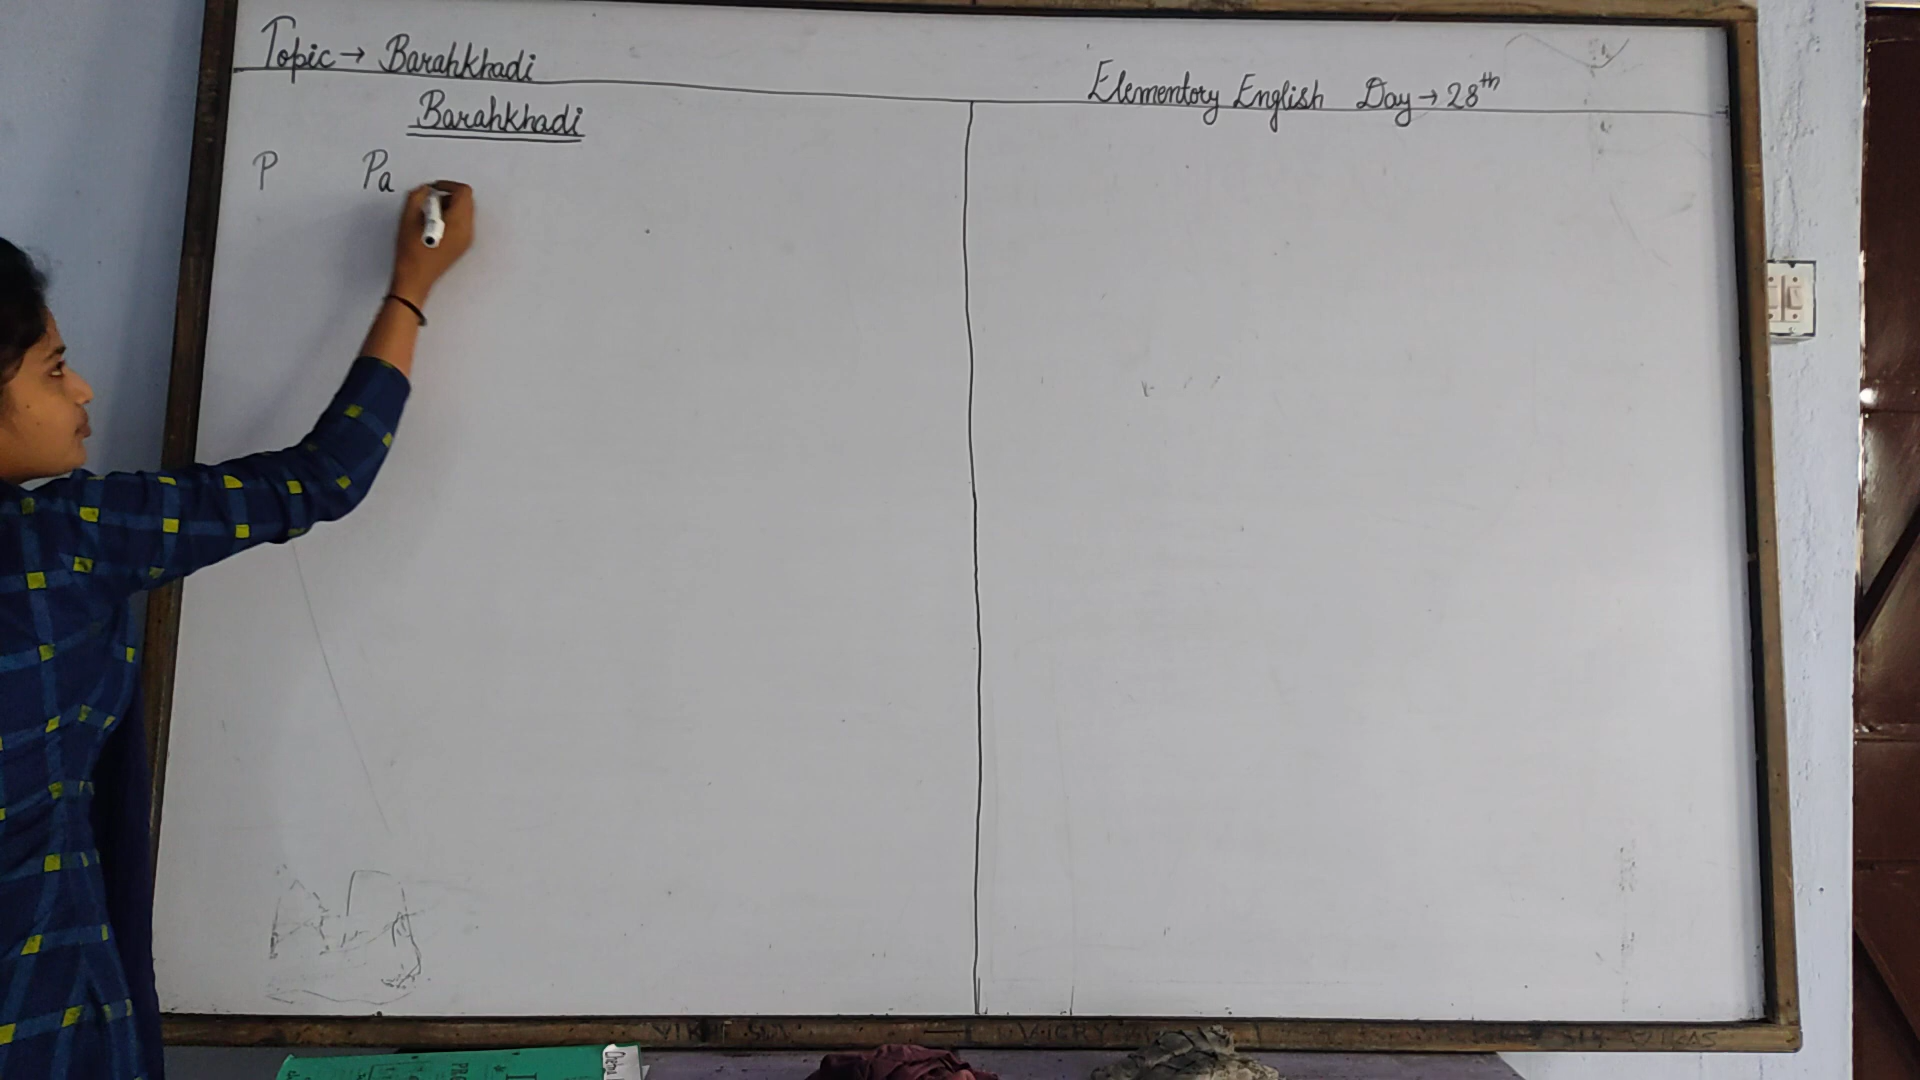 Topic → Barahkhadi
Elementory English Day → 28th
Barahkhadi
P Pa